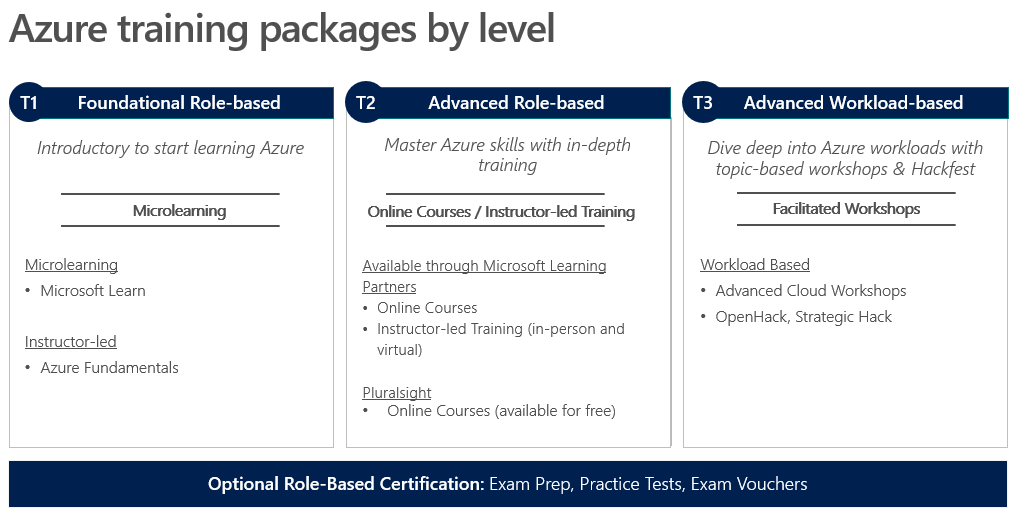 Azure training packages by level
T1 Foundational Role-based
Introductory to start learning Azure
Microlearning
Microlearning
• Microsoft Learn
Instructor-led
• Azure Fundamentals
T2 Advanced Role-based
Master Azure skills with in-depth
training
Online Courses / Instructor-led Training
Available through Microsoft Learning
Partners
• Online Courses
• Instructor-led Training (in-person and
virtual)
Pluralsight
• Online Courses (available for free)
T3 Advanced Workload-based
Dive deep into Azure workloads with
topic-based workshops & Hackfest
Facilitated Workshops
Workload Based
• Advanced Cloud Workshops
• OpenHack, Strategic Hack
Optional Role-Based Certification: Exam Prep, Practice Tests, Exam Vouchers